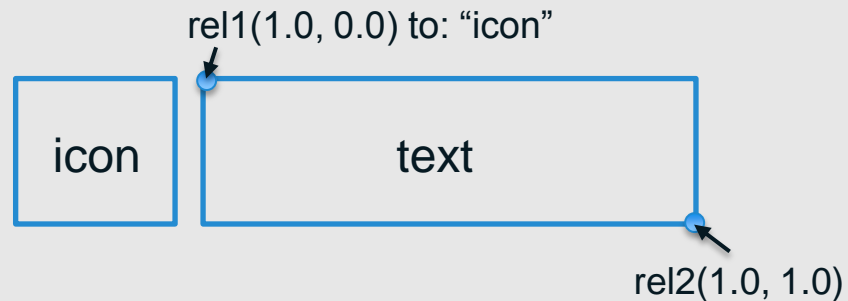 rel1(1.0, 0.0) to: “icon”
icon
text
rel2(1.0, 1.0)